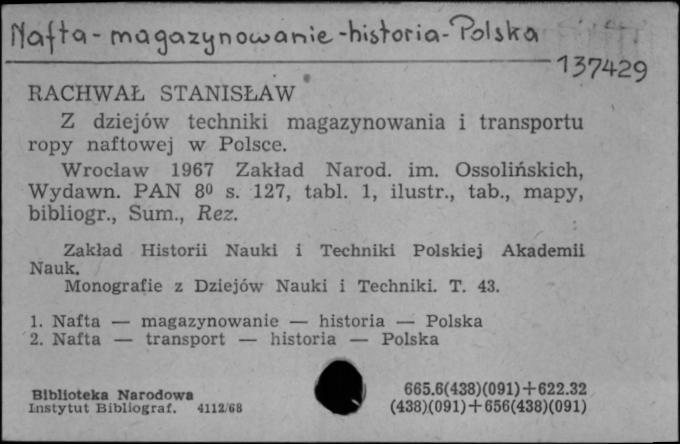 Nafta - magazynowanie - historia - Polska
137429
RACHWAŁ STANISŁAW
Z dziejów techniki magazynowania i transportu
ropy naftowej w Polsce.
Wrocław 1967 Zakład Narod. im. Ossolińskich,
Wydawn. PAN 8⁰ s. 127, tabl. 1, ilustr., tab., mapy,
bibliogr., Sum., Rez.
Zakład Historii Nauki i Techniki Polskiej Akademii
Nauk.
Monografie z Dziejów Nauki i Techniki. T. 43.
1. Nafta — magazynowanie — historia — Polska
2. Nafta — transport — historia — Polska
Biblioteka Narodowa
Instytut Bibliograf. 4112/68
665.6(438)(091)+622.32
(438)(091)+656(438)(091)